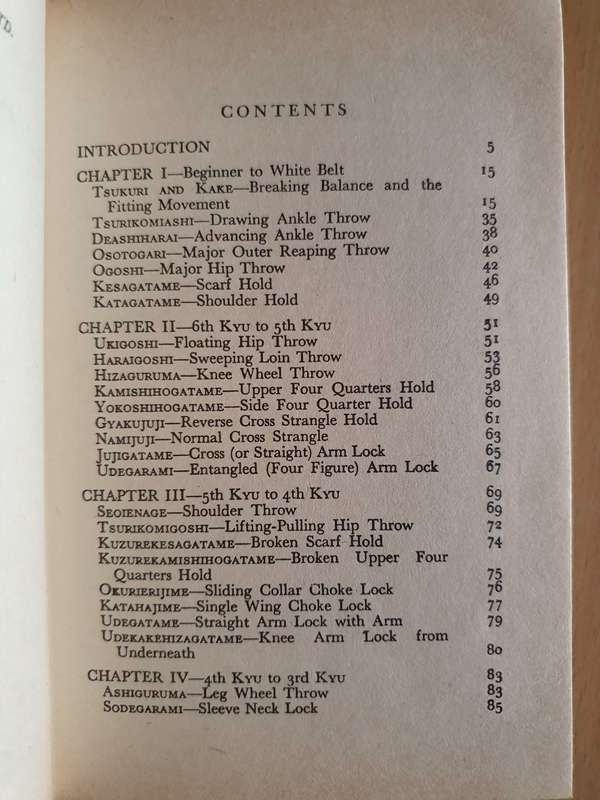 TD.
CONTENTS
INTRODUCTION 5
CHAPTER I—Beginner to White Belt 15
TSUKURI AND KAKE—Breaking Balance and the
Fitting Movement 15
TSURIKOMIASHI—Drawing Ankle Throw 35
DEASHIHARAI—Advancing Ankle Throw 38
OSOTOGARI—Major Outer Reaping Throw 40
OGOSHI—Major Hip Throw 42
KESAGATAME—Scarf Hold 46
KATAGATAME—Shoulder Hold 49
CHAPTER II—6th KYU to 5th KYU 51
UKIGOSHI—Floating Hip Throw 51
HARAIGOSHI—Sweeping Loin Throw 53
HIZAGURUMA—Knee Wheel Throw 56
KAMISHIHOGATAME—Upper Four Quarters Hold 58
YOKOSHIHOGATAME—Side Four Quarter Hold 60
GYAKUJUJI—Reverse Cross Strangle Hold 61
NAMIJUJI—Normal Cross Strangle 63
JUJIGATAME—Cross (or Straight) Arm Lock 65
UDEGARAMI—Entangled (Four Figure) Arm Lock 67
CHAPTER III—5th KYU to 4th KYU 69
SEOIENAGE—Shoulder Throw 69
TSURIKOMIGOSHI—Lifting-Pulling Hip Throw 72
KUZUREKESAGATAME—Broken Scarf Hold 74
KUZUREKAMISHIHOGATAME—Broken Upper Four
Quarters Hold 75
OKURIERIJIME—Sliding Collar Choke Lock 76
KATAHAJIME—Single Wing Choke Lock 77
UDEGATAME—Straight Arm Lock with Arm 79
UDEKAKEHIZAGATAME—Knee Arm Lock from
Underneath 80
CHAPTER IV—4th KYU to 3rd KYU 83
ASHIGURUMA—Leg Wheel Throw 83
SODEGARAMI—Sleeve Neck Lock 85